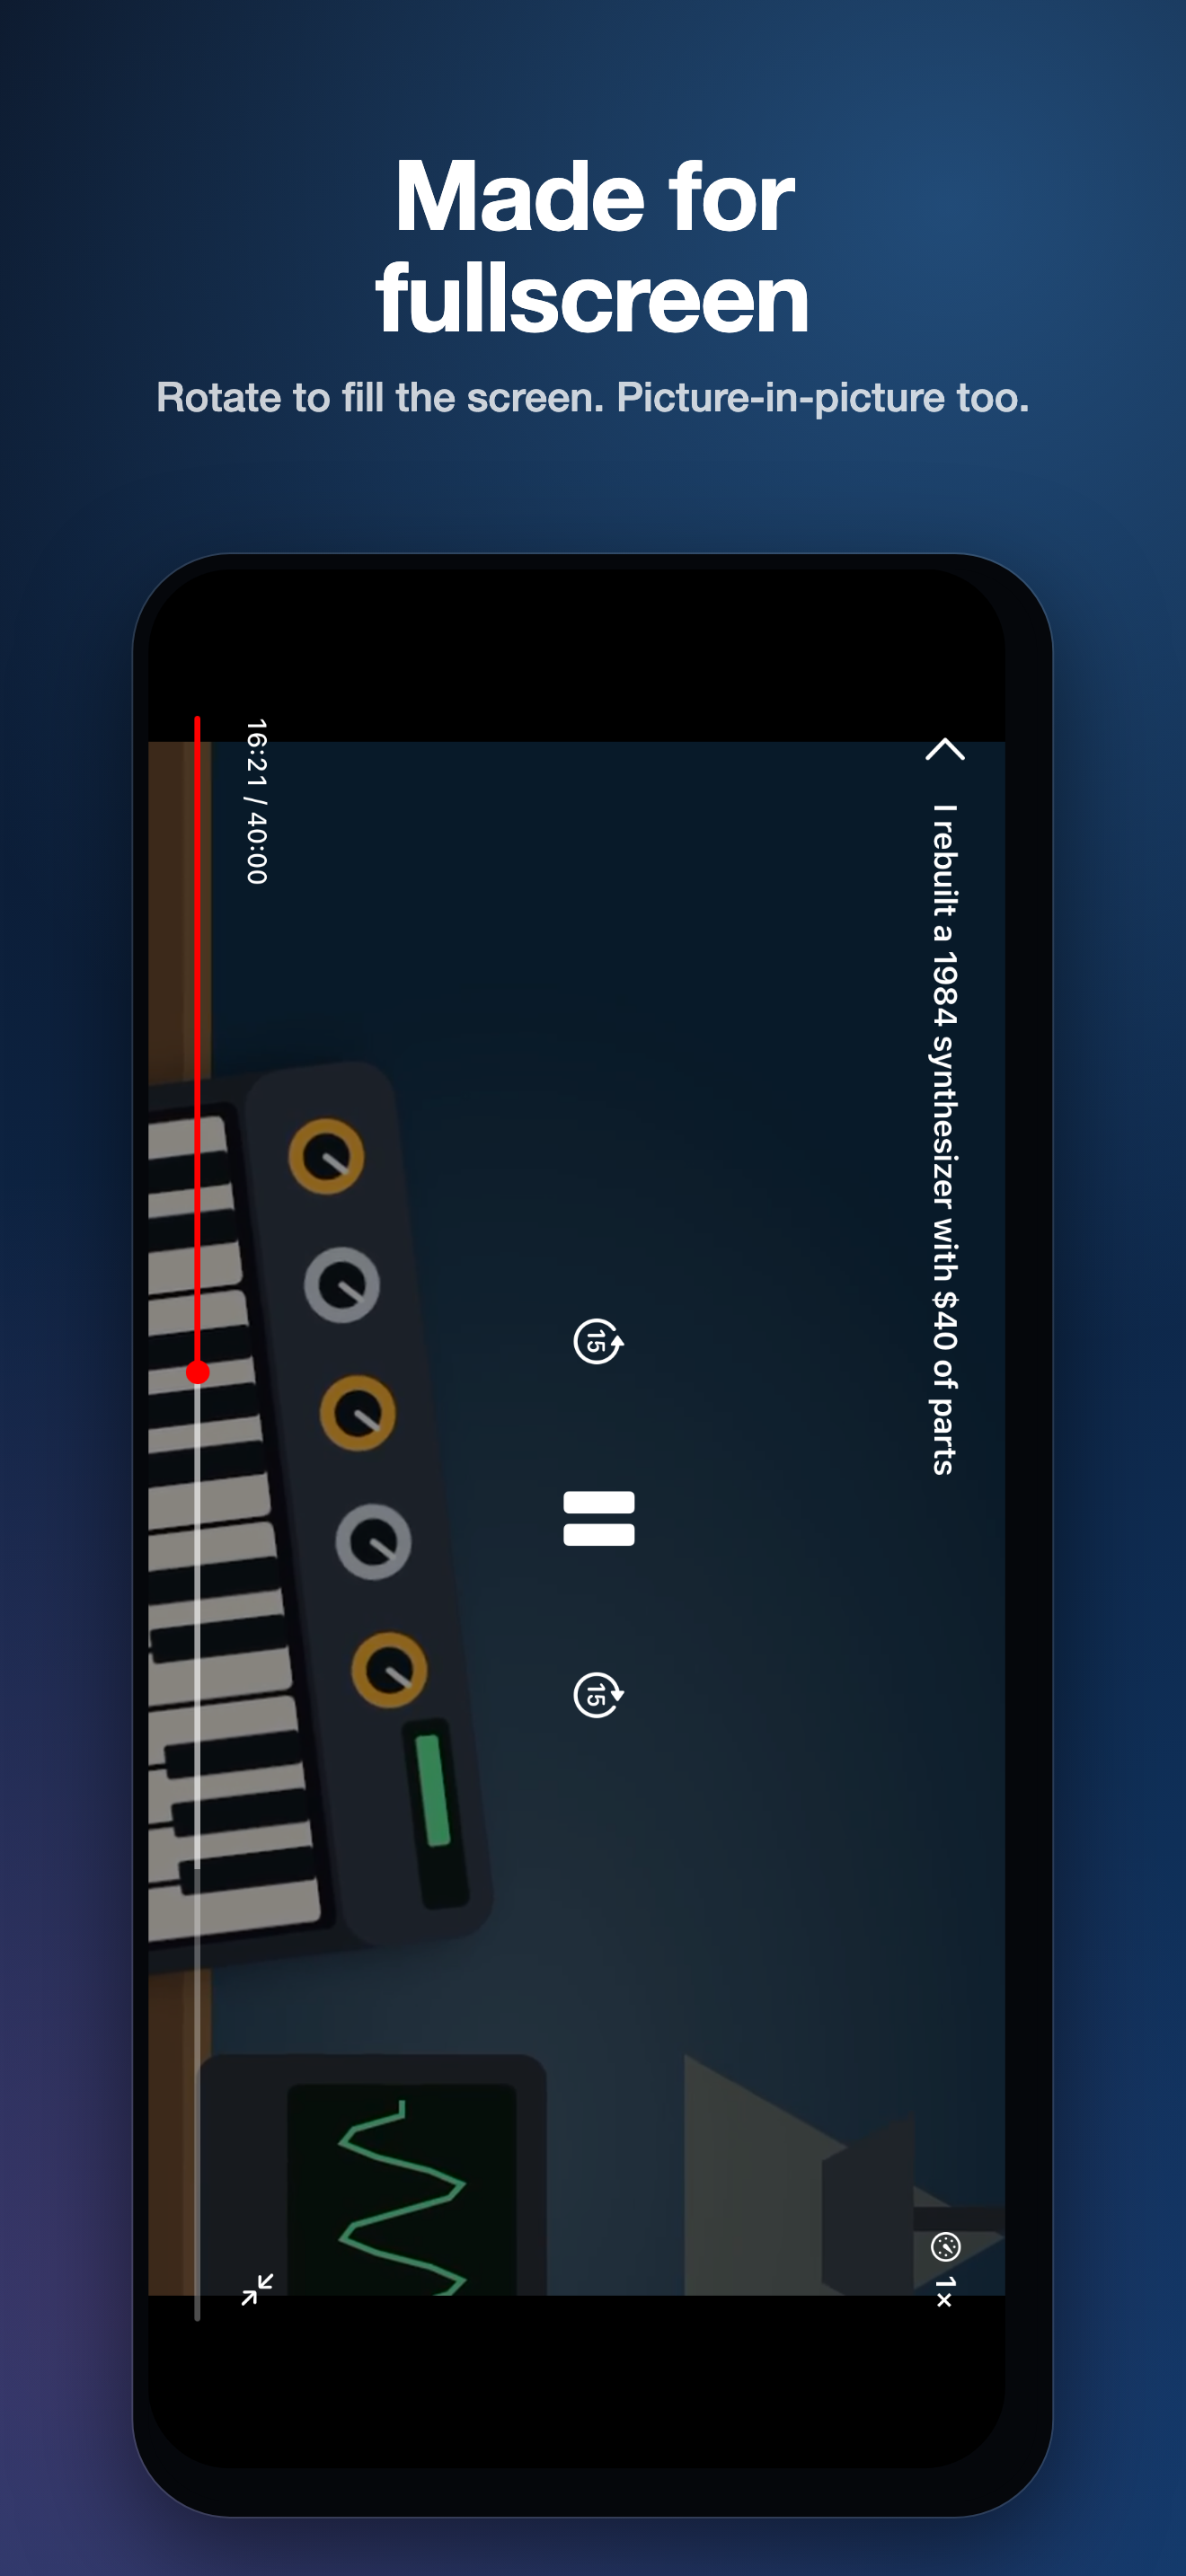 Made for
fullscreen
Rotate to fill the screen. Picture-in-picture too.
I rebuilt a 1984 synthesizer with $40 of parts
1×
15
15
16:21 / 40:00